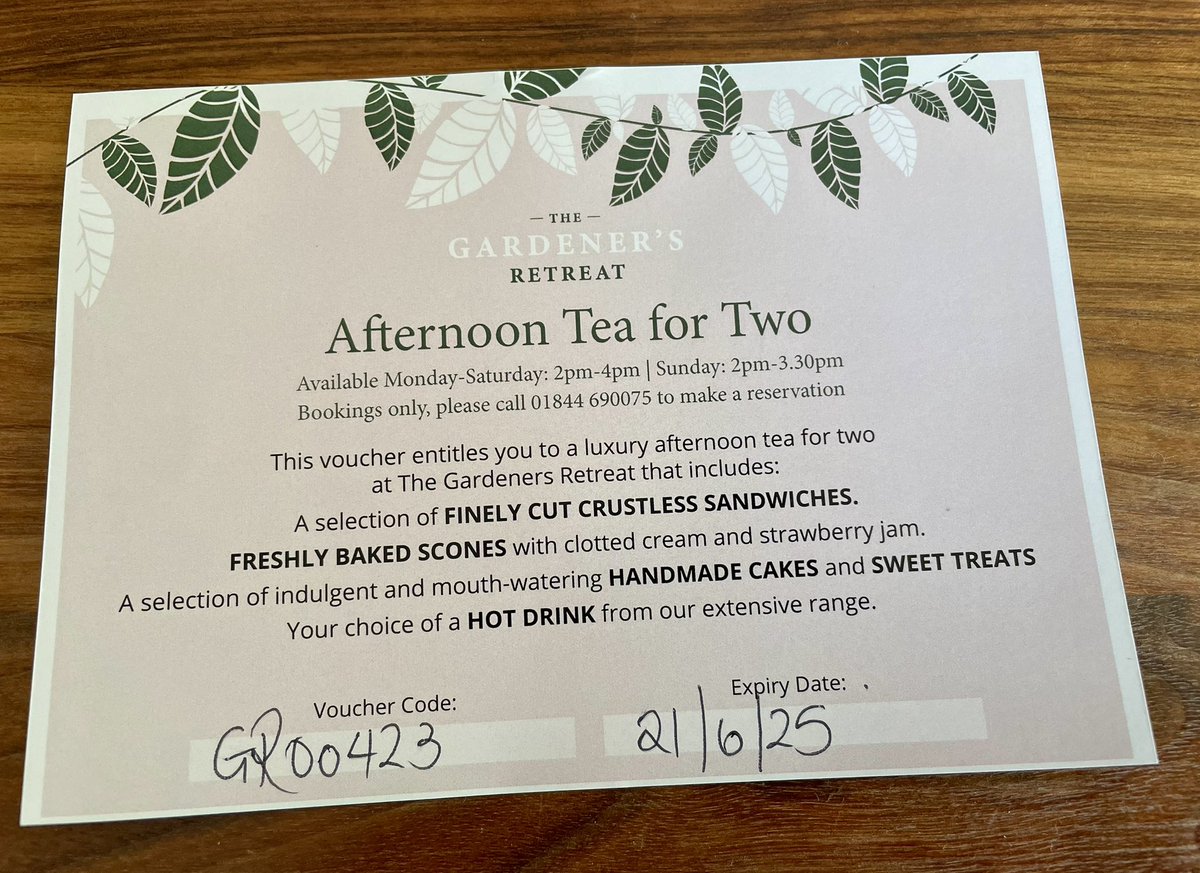 — THE —
GARDENER'S
RETREAT
Afternoon Tea for Two
Available Monday-Saturday: 2pm-4pm | Sunday: 2pm-3.30pm
Bookings only, please call 01844 690075 to make a reservation
This voucher entitles you to a luxury afternoon tea for two
at The Gardeners Retreat that includes:
A selection of FINELY CUT CRUSTLESS SANDWICHES.
FRESHLY BAKED SCONES with clotted cream and strawberry jam.
A selection of indulgent and mouth-watering HANDMADE CAKES and SWEET TREATS
Your choice of a HOT DRINK from our extensive range.
Voucher Code:
GR00423
Expiry Date:
21/6/25